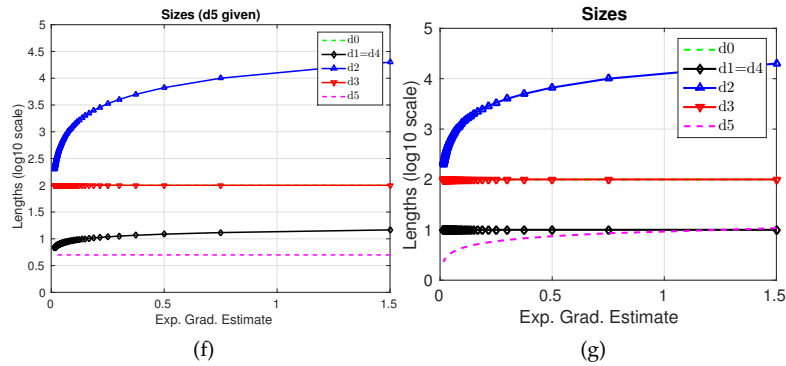 Sizes (d5 given)
5
4.5
4
3.5
3
2.5
2
1.5
1
0.5
0
Lengths (log10 scale)
d0
d1=d4
d2
d3
d5
0 0.5 1 1.5
Exp. Grad. Estimate
(f)
Sizes
5
4
3
2
1
0
Lengths (log10 scale)
d0
d1=d4
d2
d3
d5
0 0.5 1 1.5
Exp. Grad. Estimate
(g)